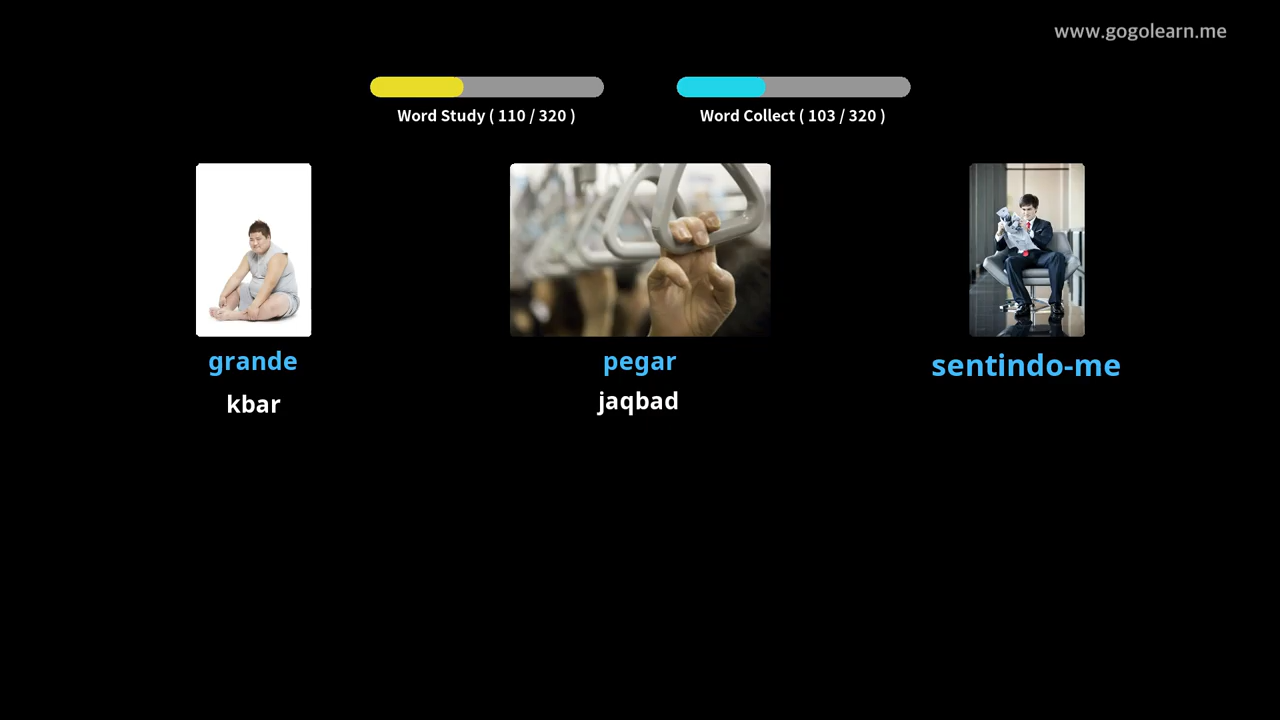 www.gogolearn.me
Word Study ( 110 / 320 )
Word Collect ( 103 / 320 )
grande
pegar
sentindo-me
kbar
jaqbad